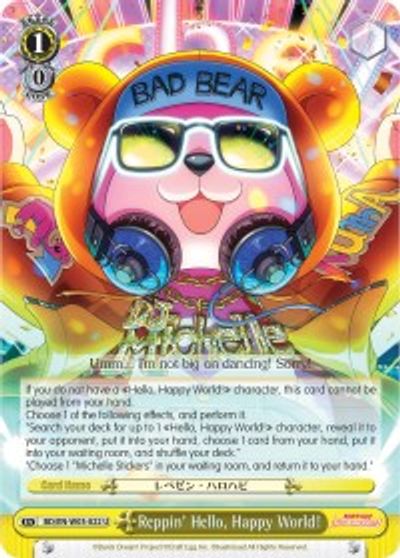 1
0
BAD BEAR
DJ
Michelle
Umm... I'm not big on dancing! Sorry!
If you do not have a «Hello, Happy World!» character, this card cannot be
played from your hand.
Choose 1 of the following effects, and perform it.
"Search your deck for up to 1 «Hello, Happy World!» character, reveal it to
your opponent, put it into your hand, choose 1 card from your hand, put it
into your waiting room, and shuffle your deck."
"Choose 1 "Michelle Stickers" in your waiting room, and return it to your hand."
Card Name
レペゼン・ハロハピ
Reppin' Hello, Happy World!